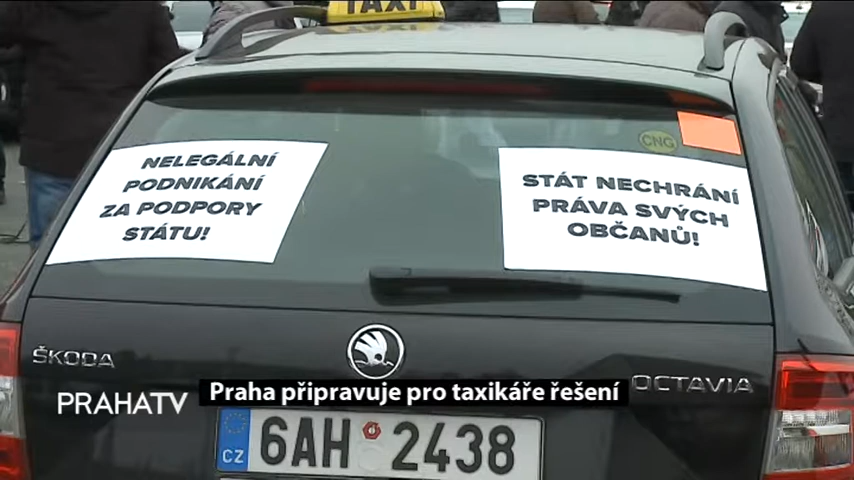 TAXI
CNG
NELEGÁLNÍ
PODNIKÁNÍ
ZA PODPORY
STÁTU!
STÁT NECHRÁNÍ
PRÁVA SVÝCH
OBČANŮ!
ŠKODA
OCTAVIA
PRAHATV
Praha připravuje pro taxikáře řešení
CZ
6AH 2438